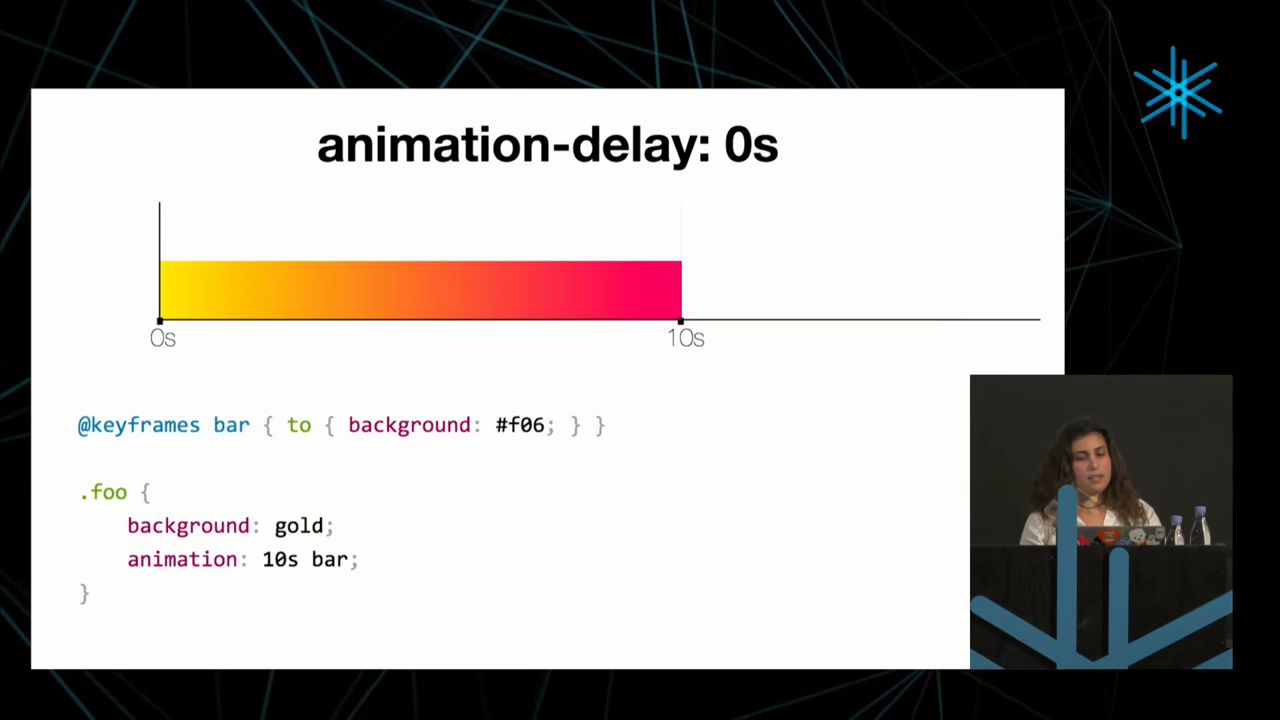 animation-delay: 0s
0s
10s
@keyframes bar { to { background: #f06; } }
.foo {
background: gold;
animation: 10s bar;
}